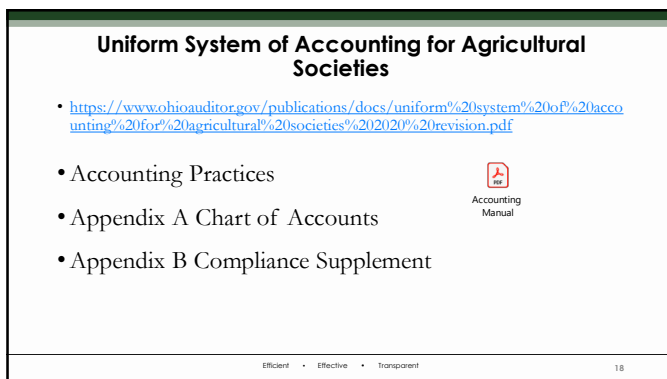 Uniform System of Accounting for Agricultural
Societies
• https://www.ohioauditor.gov/publications/docs/uniform%20system%20of%20acco
unting%20for%20agricultural%20societies%202020%20revision.pdf
• Accounting Practices
PDF
Accounting
Manual
• Appendix A Chart of Accounts
• Appendix B Compliance Supplement
Efficient • Effective • Transparent
18